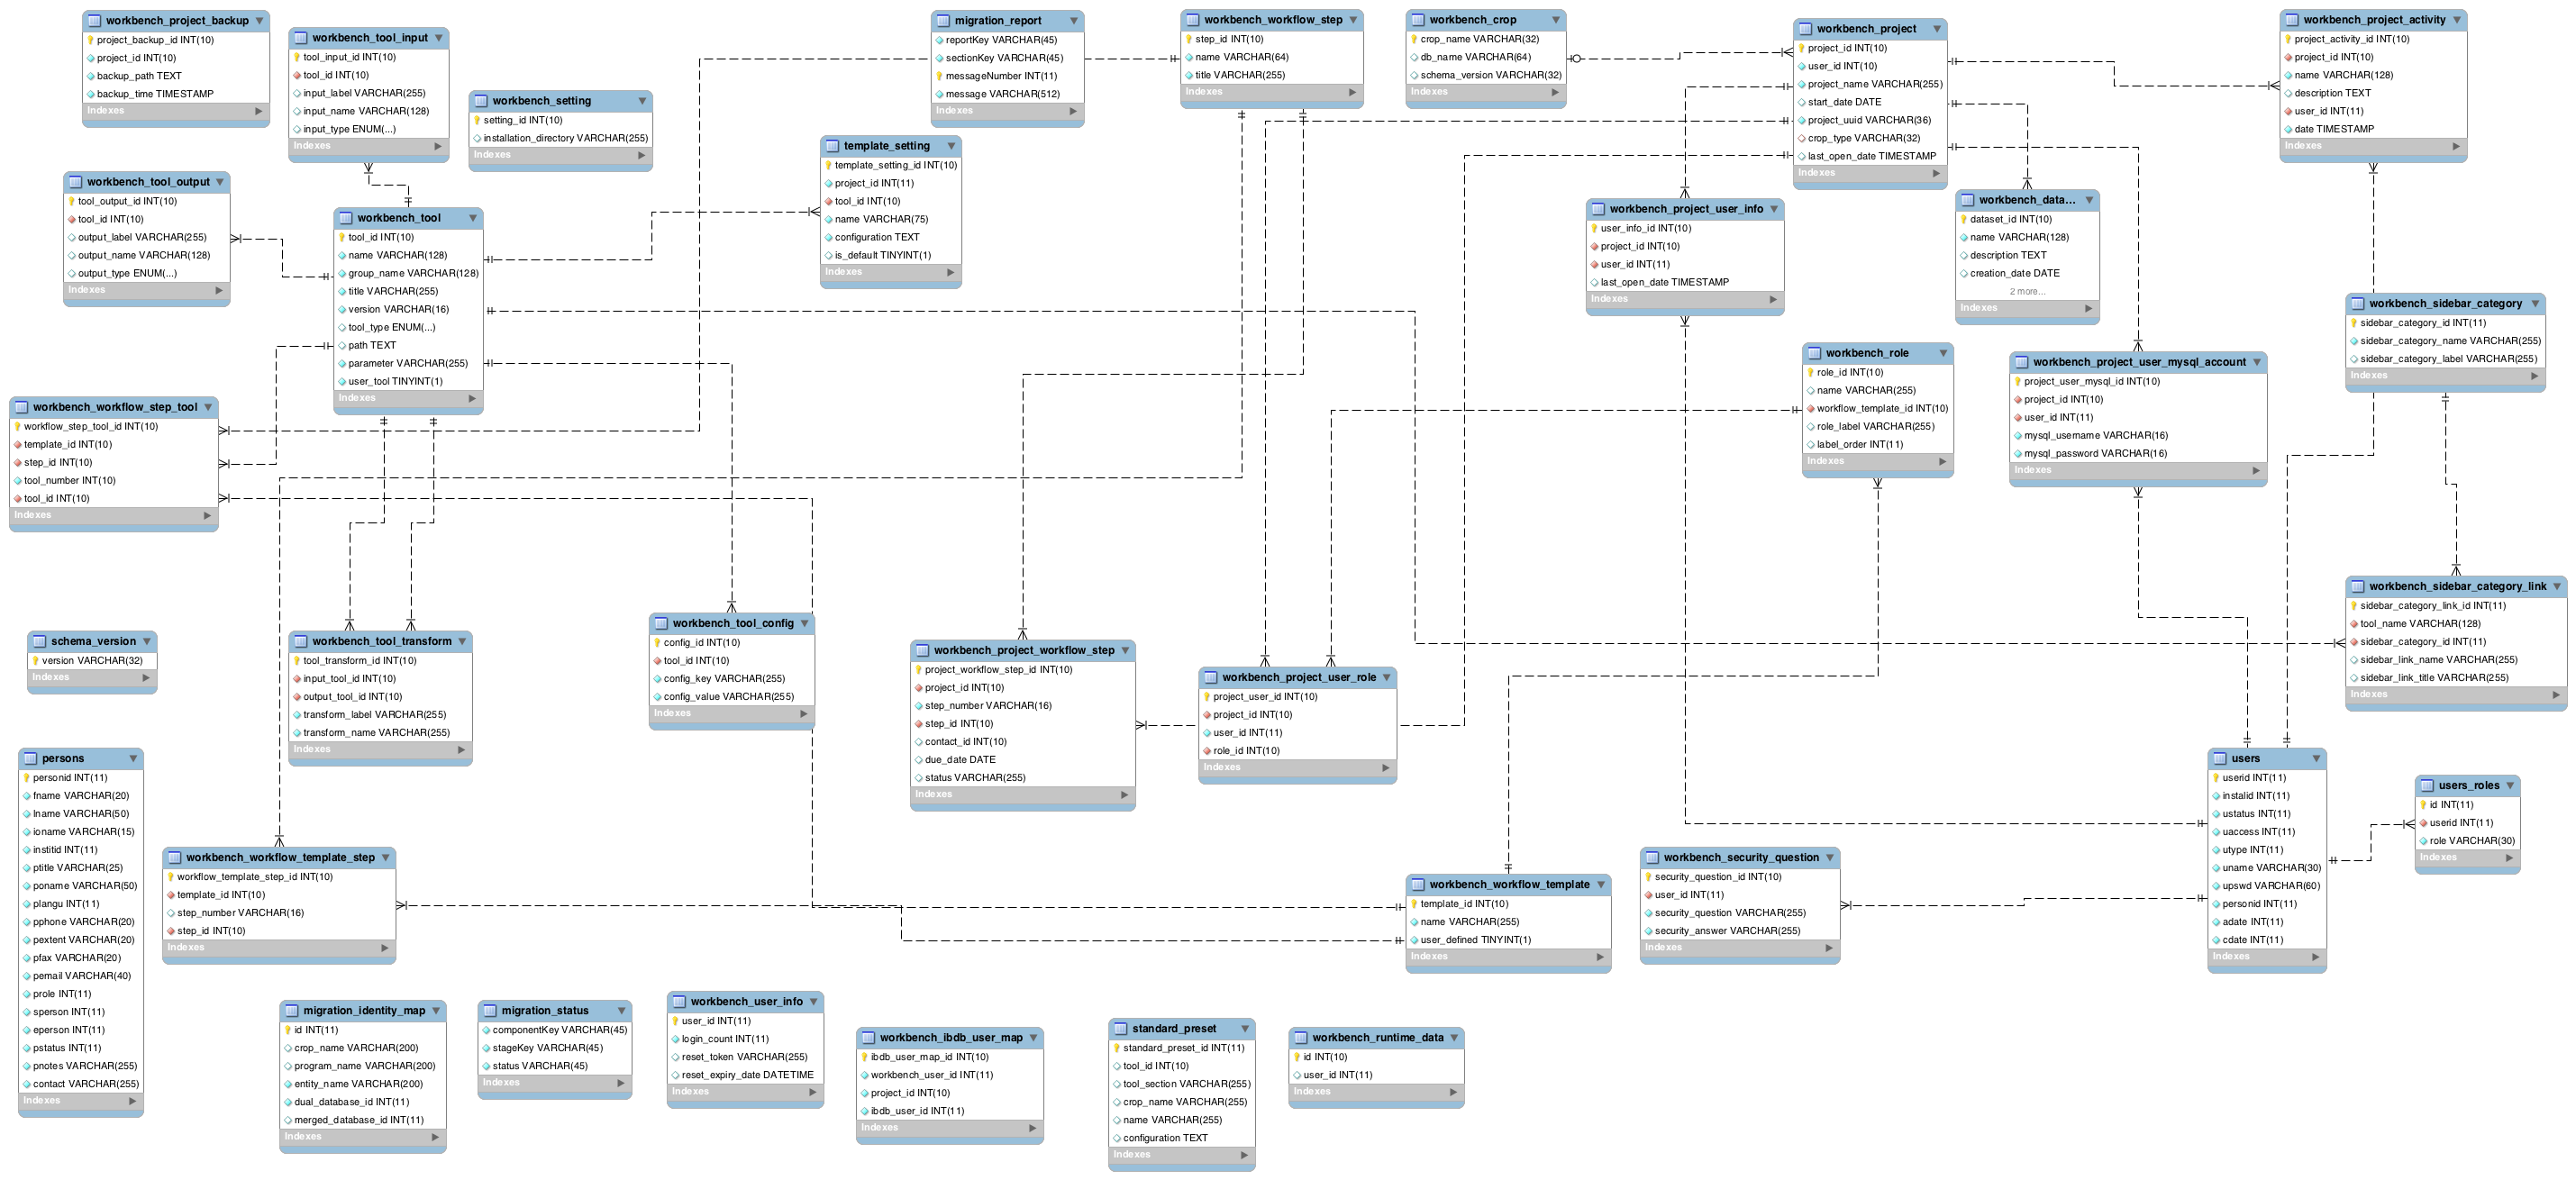 workbench_project_backup
project_backup_id INT(10)
project_id INT(10)
backup_path TEXT
backup_time TIMESTAMP
Indexes
workbench_tool_input
tool_input_id INT(10)
tool_id INT(10)
input_label VARCHAR(255)
input_name VARCHAR(128)
input_type ENUM(...)
Indexes
workbench_setting
setting_id INT(10)
installation_directory VARCHAR(255)
Indexes
migration_report
reportKey VARCHAR(45)
sectionKey VARCHAR(45)
messageNumber INT(11)
message VARCHAR(512)
Indexes
workbench_workflow_step
step_id INT(10)
name VARCHAR(64)
title VARCHAR(255)
Indexes
workbench_crop
crop_name VARCHAR(32)
db_name VARCHAR(64)
schema_version VARCHAR(32)
Indexes
workbench_project
project_id INT(10)
user_id INT(10)
project_name VARCHAR(255)
start_date DATE
project_uuid VARCHAR(36)
crop_type VARCHAR(32)
last_open_date TIMESTAMP
Indexes
workbench_project_activity
project_activity_id INT(10)
project_id INT(10)
name VARCHAR(128)
description TEXT
user_id INT(11)
date TIMESTAMP
Indexes
template_setting
template_setting_id INT(10)
project_id INT(11)
tool_id INT(10)
name VARCHAR(75)
configuration TEXT
is_default TINYINT(1)
Indexes
workbench_tool_output
tool_output_id INT(10)
tool_id INT(10)
output_label VARCHAR(255)
output_name VARCHAR(128)
output_type ENUM(...)
Indexes
workbench_tool
tool_id INT(10)
name VARCHAR(128)
group_name VARCHAR(128)
title VARCHAR(255)
version VARCHAR(16)
tool_type ENUM(...)
path TEXT
parameter VARCHAR(255)
user_tool TINYINT(1)
Indexes
workbench_project_user_info
user_info_id INT(10)
project_id INT(10)
user_id INT(11)
last_open_date TIMESTAMP
Indexes
workbench_data...
dataset_id INT(10)
name VARCHAR(128)
description TEXT
creation_date DATE
2 more...
Indexes
workbench_sidebar_category
sidebar_category_id INT(11)
sidebar_category_name VARCHAR(255)
sidebar_category_label VARCHAR(255)
Indexes
workbench_role
role_id INT(10)
name VARCHAR(255)
workflow_template_id INT(10)
role_label VARCHAR(255)
label_order INT(11)
Indexes
workbench_project_user_mysql_account
project_user_mysql_id INT(10)
project_id INT(10)
user_id INT(11)
mysql_username VARCHAR(16)
mysql_password VARCHAR(16)
Indexes
workbench_workflow_step_tool
workflow_step_tool_id INT(10)
template_id INT(10)
step_id INT(10)
tool_number INT(10)
tool_id INT(10)
Indexes
workbench_sidebar_category_link
sidebar_category_link_id INT(11)
tool_name VARCHAR(128)
sidebar_category_id INT(11)
sidebar_link_name VARCHAR(255)
sidebar_link_title VARCHAR(255)
Indexes
schema_version
version VARCHAR(32)
Indexes
workbench_tool_transform
tool_transform_id INT(10)
input_tool_id INT(10)
output_tool_id INT(10)
transform_label VARCHAR(255)
transform_name VARCHAR(255)
Indexes
workbench_tool_config
config_id INT(10)
tool_id INT(10)
config_key VARCHAR(255)
config_value VARCHAR(255)
Indexes
workbench_project_workflow_step
project_workflow_step_id INT(10)
project_id INT(10)
step_number VARCHAR(16)
step_id INT(10)
contact_id INT(10)
due_date DATE
status VARCHAR(255)
Indexes
workbench_project_user_role
project_user_id INT(10)
project_id INT(10)
user_id INT(11)
role_id INT(10)
Indexes
persons
personid INT(11)
fname VARCHAR(20)
lname VARCHAR(50)
ioname VARCHAR(15)
institid INT(11)
ptitle VARCHAR(25)
poname VARCHAR(50)
plangu INT(11)
pphone VARCHAR(20)
pextent VARCHAR(20)
pfax VARCHAR(20)
pemail VARCHAR(40)
prole INT(11)
sperson INT(11)
eperson INT(11)
pstatus INT(11)
pnotes VARCHAR(255)
contact VARCHAR(255)
Indexes
users
userid INT(11)
instalid INT(11)
ustatus INT(11)
uaccess INT(11)
utype INT(11)
uname VARCHAR(30)
upswd VARCHAR(60)
personid INT(11)
adate INT(11)
cdate INT(11)
Indexes
users_roles
id INT(11)
userid INT(11)
role VARCHAR(30)
Indexes
workbench_workflow_template_step
workflow_template_step_id INT(10)
template_id INT(10)
step_number VARCHAR(16)
step_id INT(10)
Indexes
workbench_workflow_template
template_id INT(10)
name VARCHAR(255)
user_defined TINYINT(1)
Indexes
workbench_security_question
security_question_id INT(10)
user_id INT(11)
security_question VARCHAR(255)
security_answer VARCHAR(255)
Indexes
migration_identity_map
id INT(11)
crop_name VARCHAR(200)
program_name VARCHAR(200)
entity_name VARCHAR(200)
dual_database_id INT(11)
merged_database_id INT(11)
Indexes
migration_status
componentKey VARCHAR(45)
stageKey VARCHAR(45)
status VARCHAR(45)
Indexes
workbench_user_info
user_id INT(11)
login_count INT(11)
reset_token VARCHAR(255)
reset_expiry_date DATETIME
Indexes
workbench_ibdb_user_map
ibdb_user_map_id INT(10)
workbench_user_id INT(11)
project_id INT(10)
ibdb_user_id INT(11)
Indexes
standard_preset
standard_preset_id INT(11)
tool_id INT(10)
tool_section VARCHAR(255)
crop_name VARCHAR(255)
name VARCHAR(255)
configuration TEXT
Indexes
workbench_runtime_data
id INT(10)
user_id INT(11)
Indexes